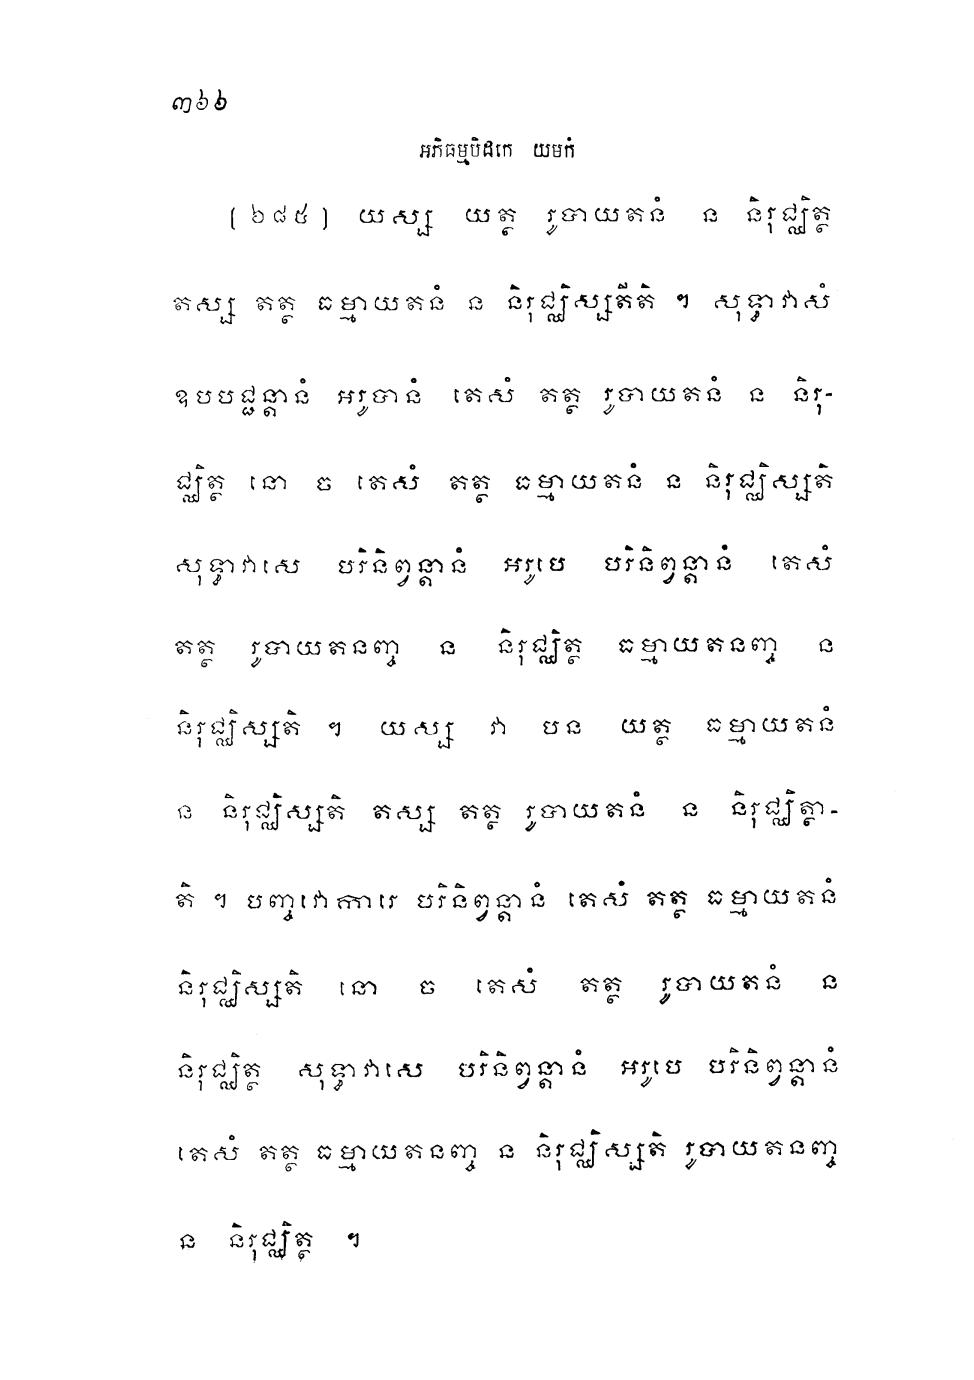 ៣៦៦
អភិធម្មបិដកេ យមកំ
[៦៨៥] យស្ស យត្ថ រូបាយតនំ ន និរុជ្ឈិត្ថ
តស្ស តត្ថ ធម្មាយតនំ ន និរុជ្ឈិស្សតីតិ ។ សុទ្ធាវាសំ
ឧបបជ្ជន្តានំ អរូបានំ តេសំ តត្ថ រូបាយតនំ ន និរុ-
ជ្ឈិត្ថ នោ ច តេសំ តត្ថ ធម្មាយតនំ ន និរុជ្ឈិស្សតិ
សុទ្ធាវាសេ បរិនិព្វន្តានំ អរូបេ បរិនិព្វន្តានំ តេសំ
តត្ថ រូបាយតនញ្ច ន និរុជ្ឈិត្ថ ធម្មាយតនញ្ច ន
និរុជ្ឈិស្សតិ ។ យស្ស វា បន យត្ថ ធម្មាយតនំ
ន និរុជ្ឈិស្សតិ តស្ស តត្ថ រូបាយតនំ ន និរុជ្ឈិត្ថា-
តិ ។ បញ្ចវោការេ បរិនិព្វន្តានំ តេសំ តត្ថ ធម្មាយតនំ
និរុជ្ឈិស្សតិ នោ ច តេសំ តត្ថ រូបាយតនំ ន
និរុជ្ឈិត្ថ សុទ្ធាវាសេ បរិនិព្វន្តានំ អរូបេ បរិនិព្វន្តានំ
តេសំ តត្ថ ធម្មាយតនញ្ច ន និរុជ្ឈិស្សតិ រូបាយតនញ្ច
ន និរុជ្ឈិត្ថ ។